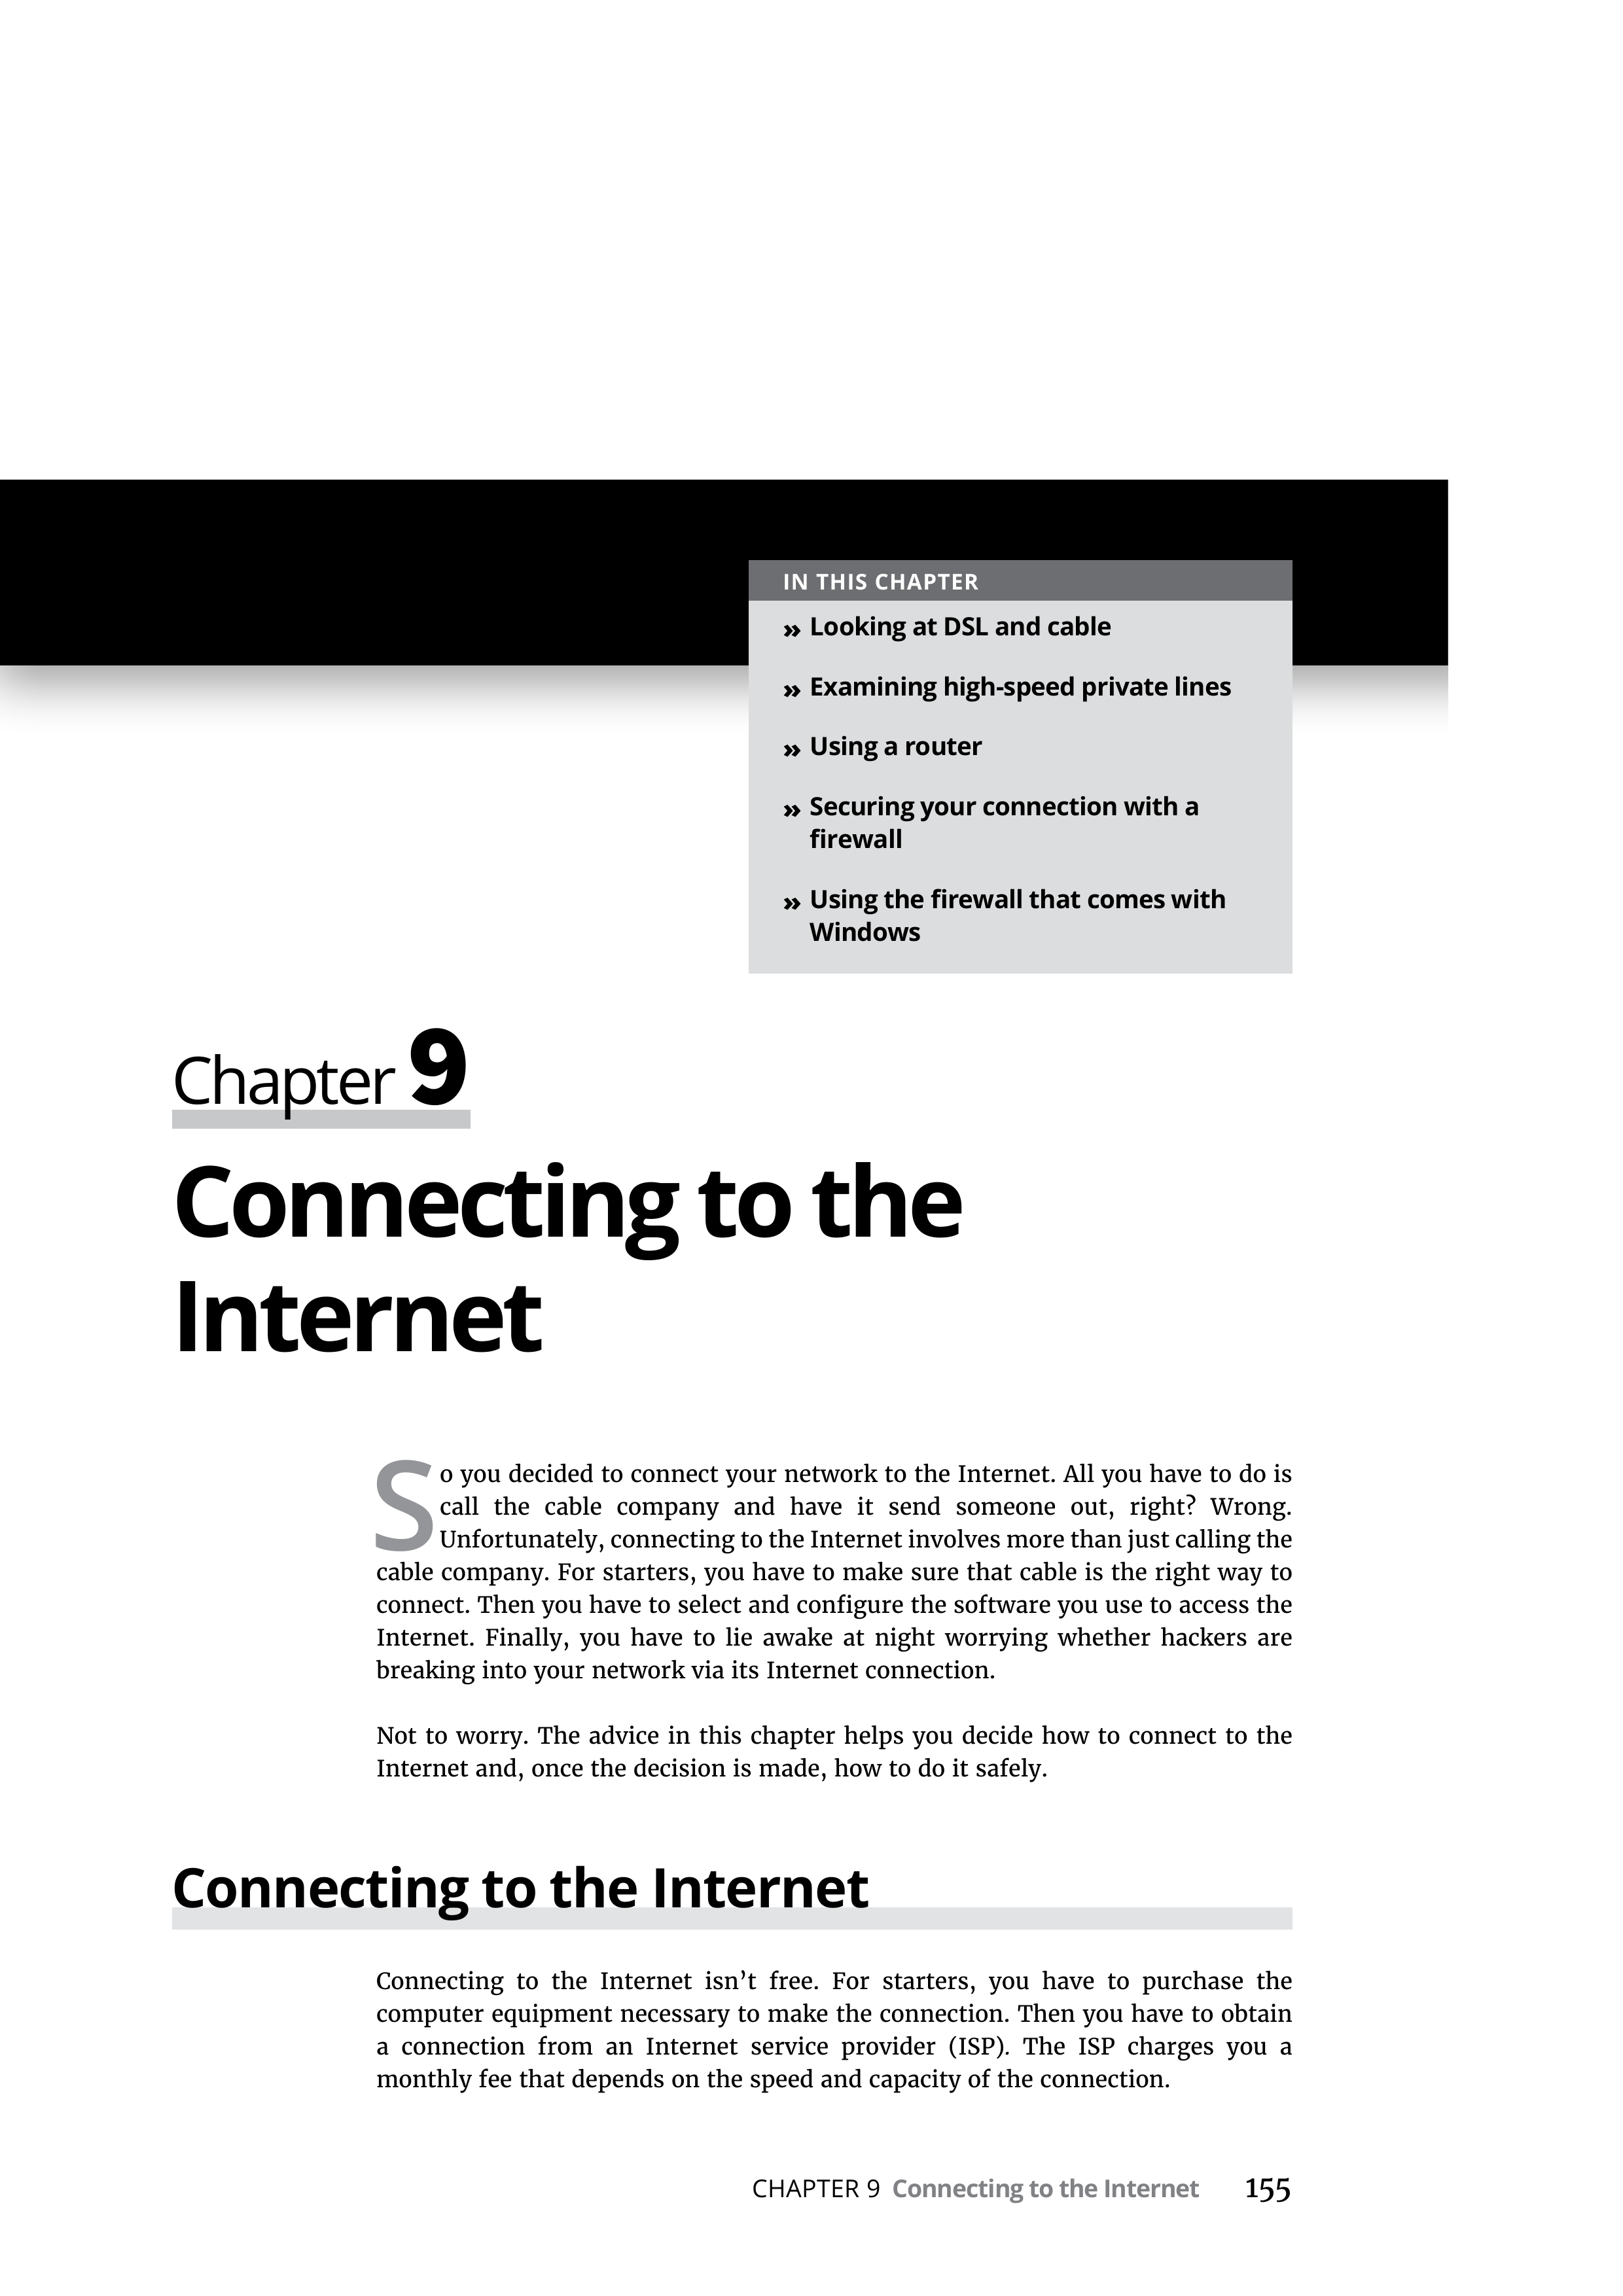 IN THIS CHAPTER
» Looking at DSL and cable
» Examining high-speed private lines
» Using a router
» Securing your connection with a
firewall
» Using the firewall that comes with
Windows
Chapter 9
Connecting to the
Internet
So you decided to connect your network to the Internet. All you have to do is
call the cable company and have it send someone out, right? Wrong.
Unfortunately, connecting to the Internet involves more than just calling the
cable company. For starters, you have to make sure that cable is the right way to
connect. Then you have to select and configure the software you use to access the
Internet. Finally, you have to lie awake at night worrying whether hackers are
breaking into your network via its Internet connection.
Not to worry. The advice in this chapter helps you decide how to connect to the
Internet and, once the decision is made, how to do it safely.
Connecting to the Internet
Connecting to the Internet isn’t free. For starters, you have to purchase the
computer equipment necessary to make the connection. Then you have to obtain
a connection from an Internet service provider (ISP). The ISP charges you a
monthly fee that depends on the speed and capacity of the connection.
CHAPTER 9 Connecting to the Internet 155